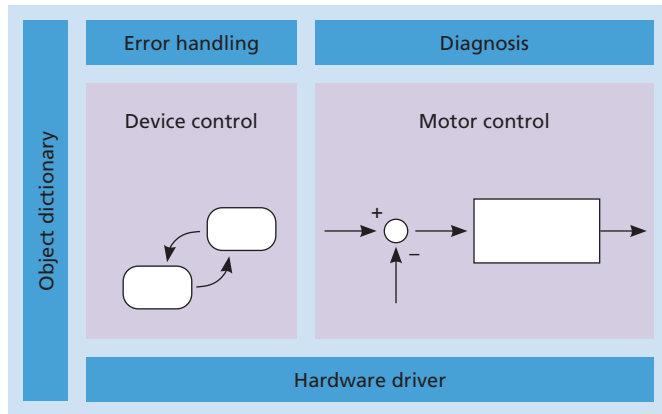 Object dictionary
Error handling
Diagnosis
Device control
Motor control
+
−
Hardware driver